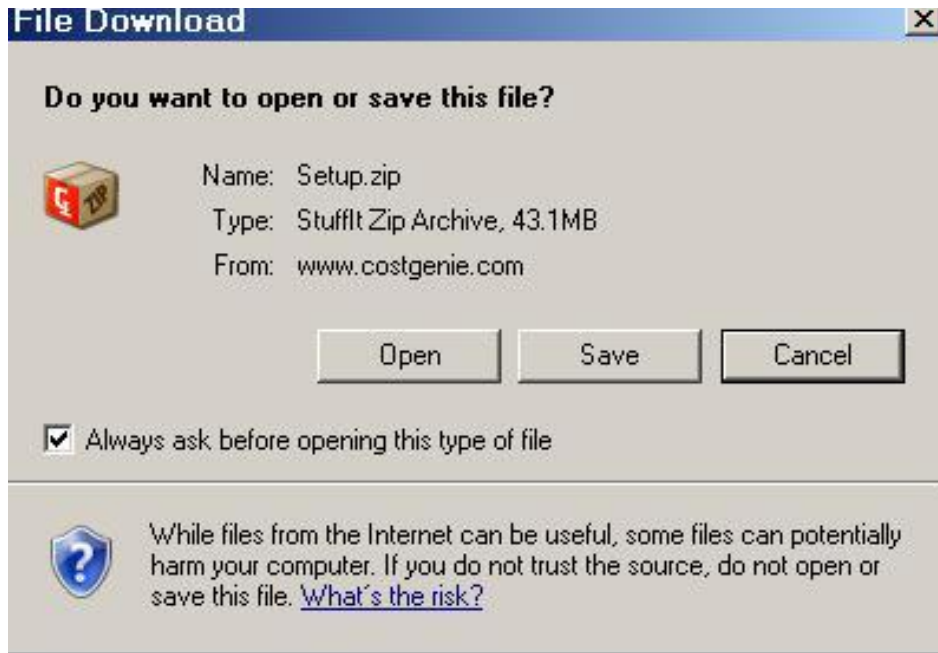 File Download
Do you want to open or save this file?
Name: Setup.zip
Type: StuffIt Zip Archive, 43.1MB
From: www.costgenie.com
Open Save Cancel
Always ask before opening this type of file
While files from the Internet can be useful, some files can potentially
harm your computer. If you do not trust the source, do not open or
save this file. What´s the risk?